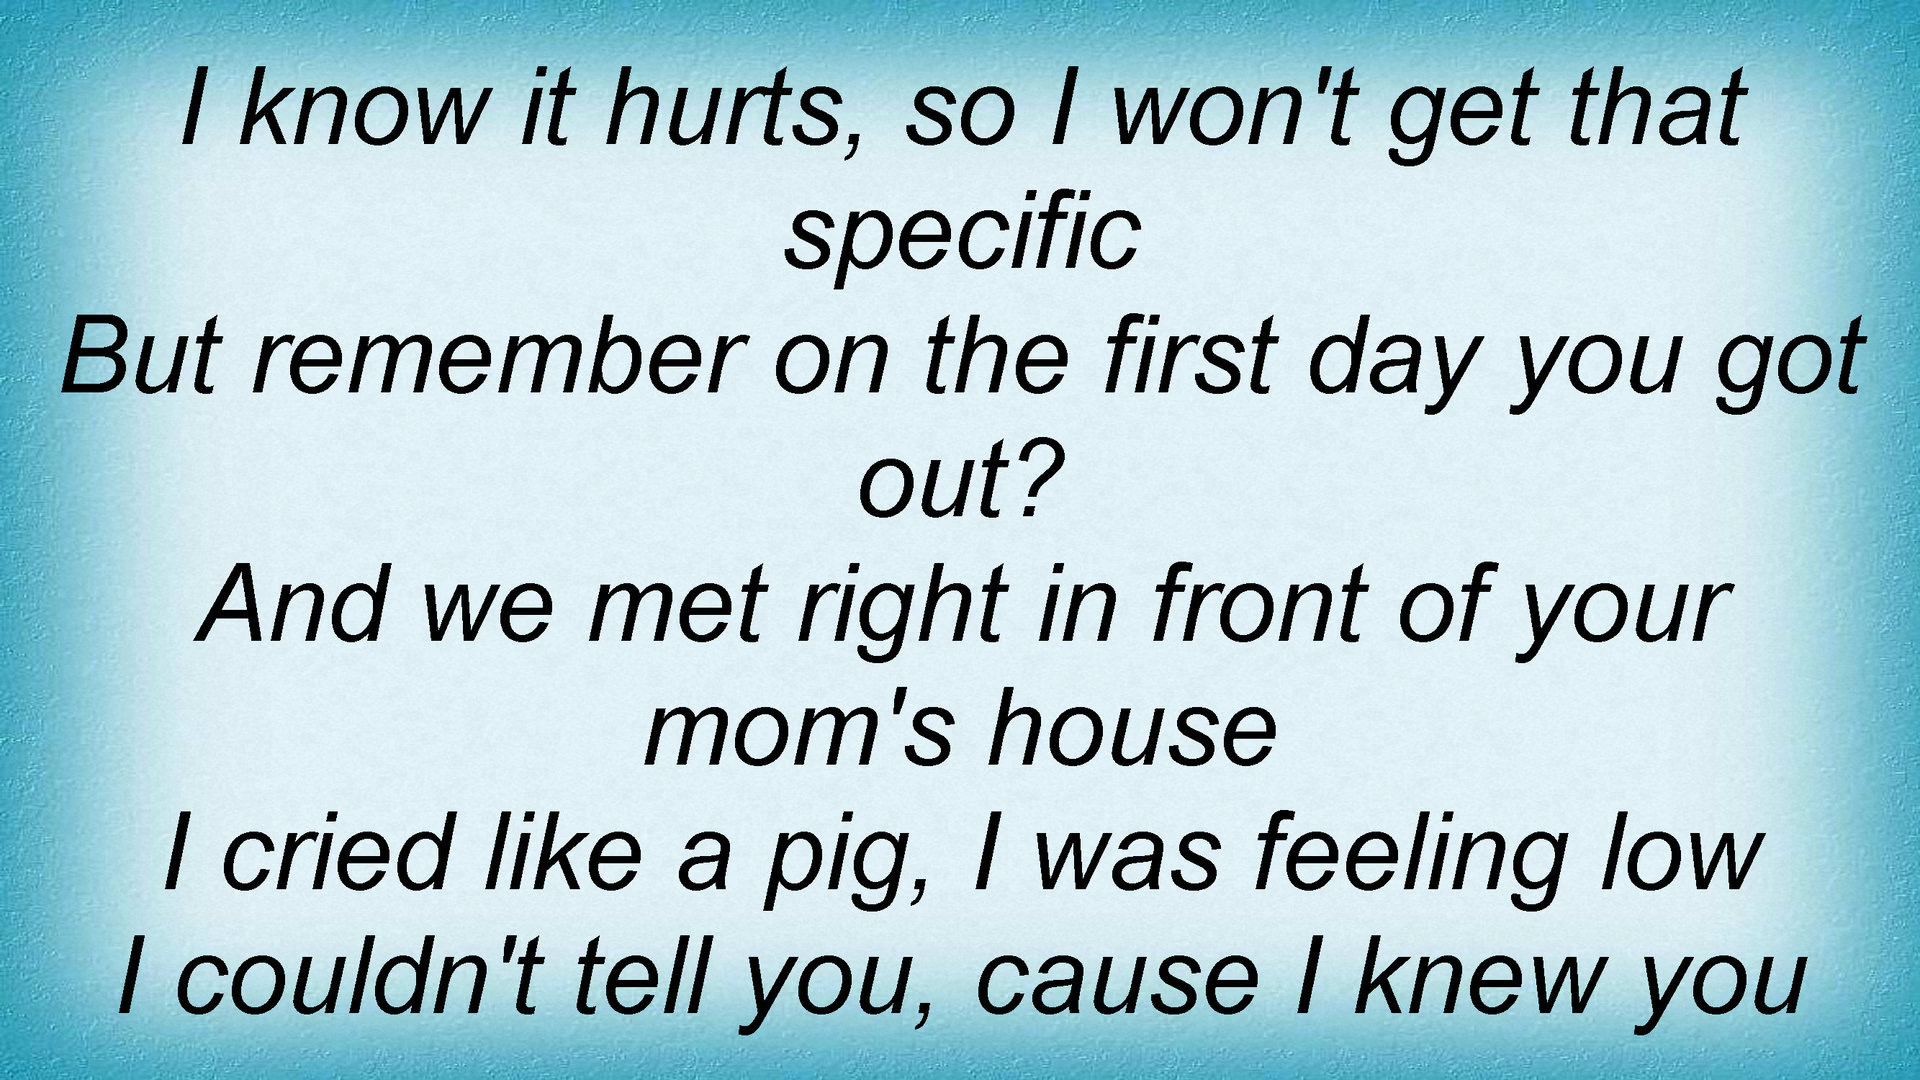 I know it hurts, so I won't get that
specific
But remember on the first day you got
out?
And we met right in front of your
mom's house
I cried like a pig, I was feeling low
I couldn't tell you, cause I knew you